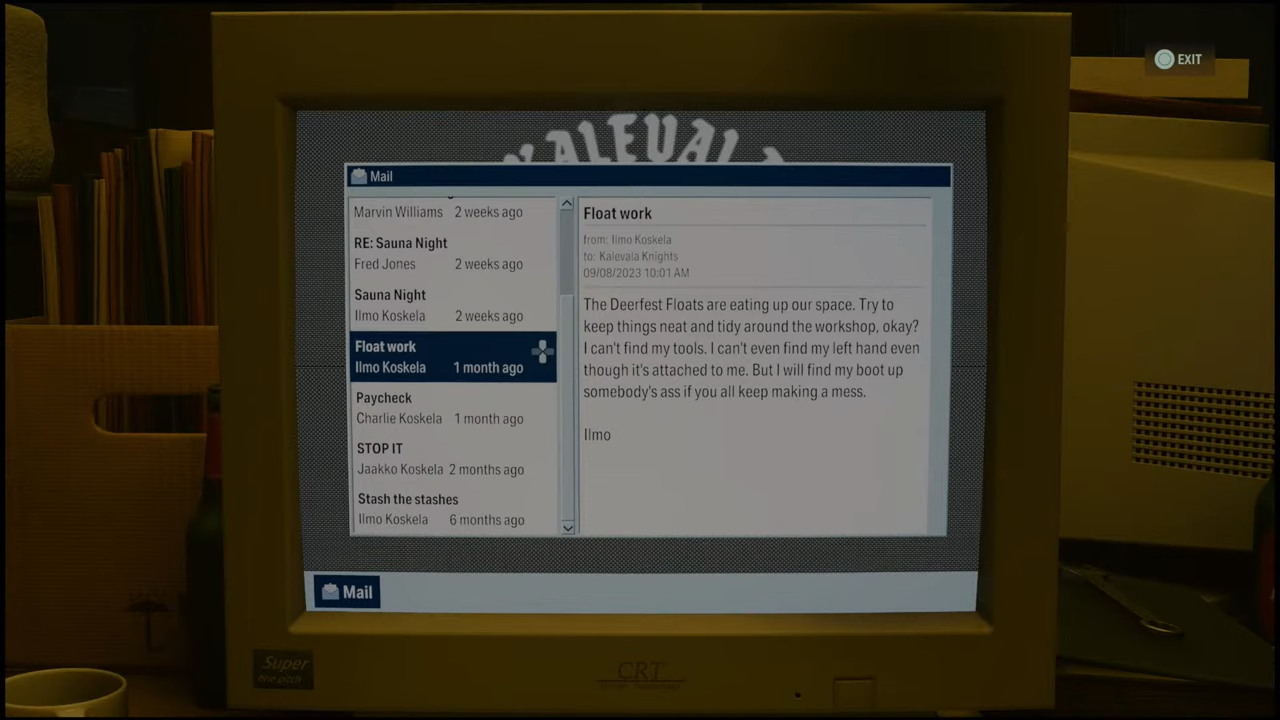 EXIT
KALEVALA
Mail
Marvin Williams 2 weeks ago
RE: Sauna Night
Fred Jones 2 weeks ago
Sauna Night
Ilmo Koskela 2 weeks ago
Float work
Ilmo Koskela 1 month ago
Paycheck
Charlie Koskela 1 month ago
STOP IT
Jaakko Koskela 2 months ago
Stash the stashes
Ilmo Koskela 6 months ago
Float work
from: Ilmo Koskela
to: Kalevala Knights
09/08/2023 10:01 AM
The Deerfest Floats are eating up our space. Try to
keep things neat and tidy around the workshop, okay?
I can't find my tools. I can't even find my left hand even
though it's attached to me. But I will find my boot up
somebody's ass if you all keep making a mess.
Ilmo
Mail
Super
fine pitch
CRT